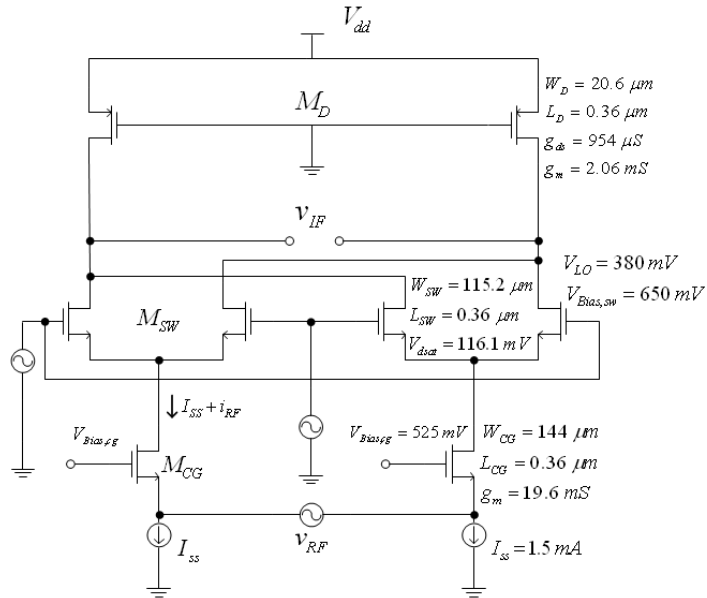 V_dd
M_D
W_D = 20.6 μm
L_D = 0.36 μm
g_ds = 954 μS
g_m = 2.06 mS
v_IF
V_LO = 380 mV
V_Bias,sw = 650 mV
M_SW
W_SW = 115.2 μm
L_SW = 0.36 μm
V_dsat = 116.1 mV
I_SS + i_RF
V_Bias,cg
M_CG
V_Bias,cg = 525 mV
W_CG = 144 μm
L_CG = 0.36 μm
g_m = 19.6 mS
I_ss
v_RF
I_ss = 1.5 mA